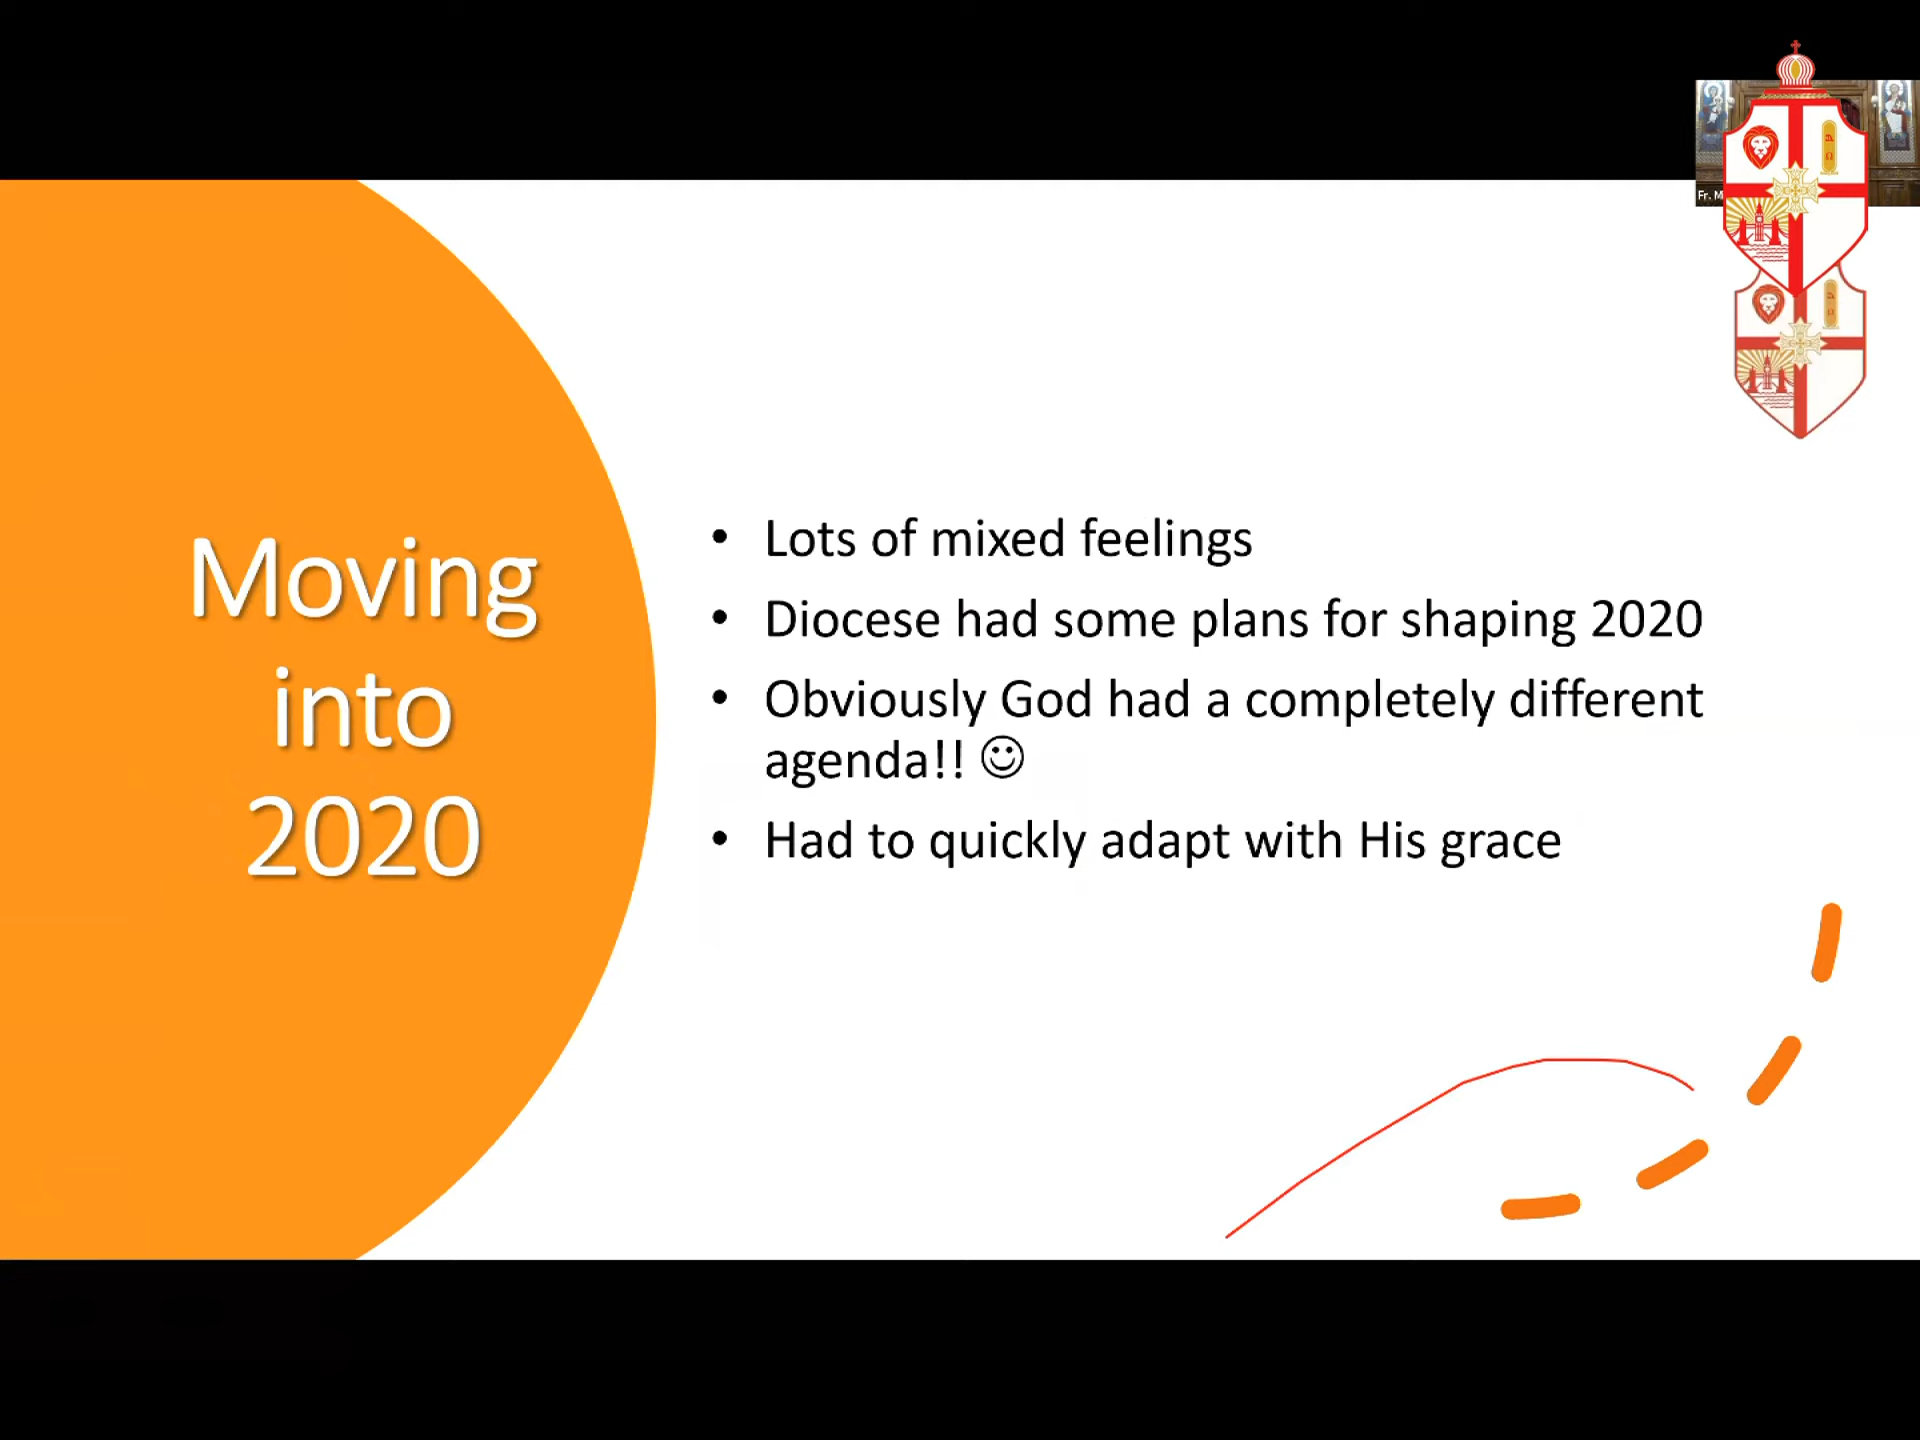 Fr. M
Moving
into
2020
• Lots of mixed feelings
• Diocese had some plans for shaping 2020
• Obviously God had a completely different
agenda!! ☺
• Had to quickly adapt with His grace